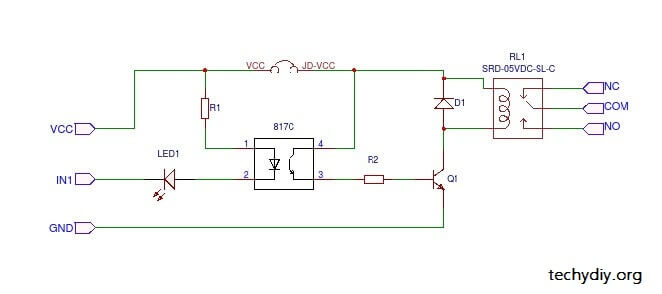 RL1
SRD-05VDC-SL-C
VCC JD-VCC
NC
R1
D1
COM
VCC
817C
NO
1 4
LED1
R2
IN1
2 3
Q1
GND
techydiy.org